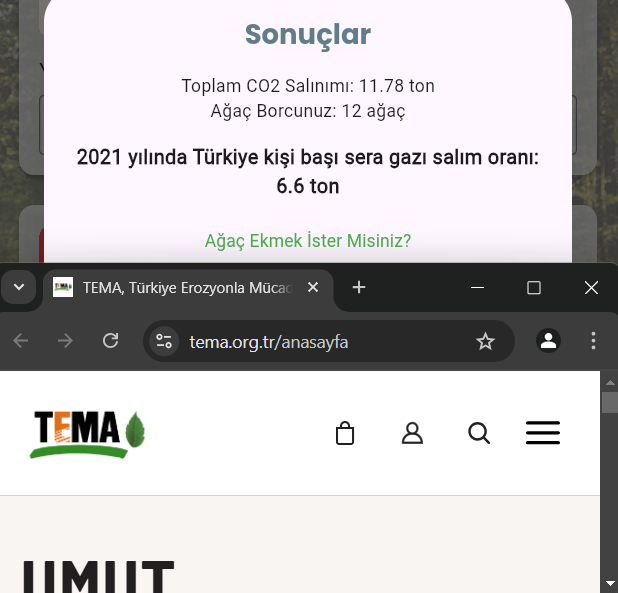 Sonuçlar
Toplam CO2 Salınımı: 11.78 ton
Ağaç Borcunuz: 12 ağaç
2021 yılında Türkiye kişi başı sera gazı salım oranı:
6.6 ton
Ağaç Ekmek İster Misiniz?
TEMA, Türkiye Erozyonla Mücad
tema.org.tr/anasayfa
TEMA
UMUT